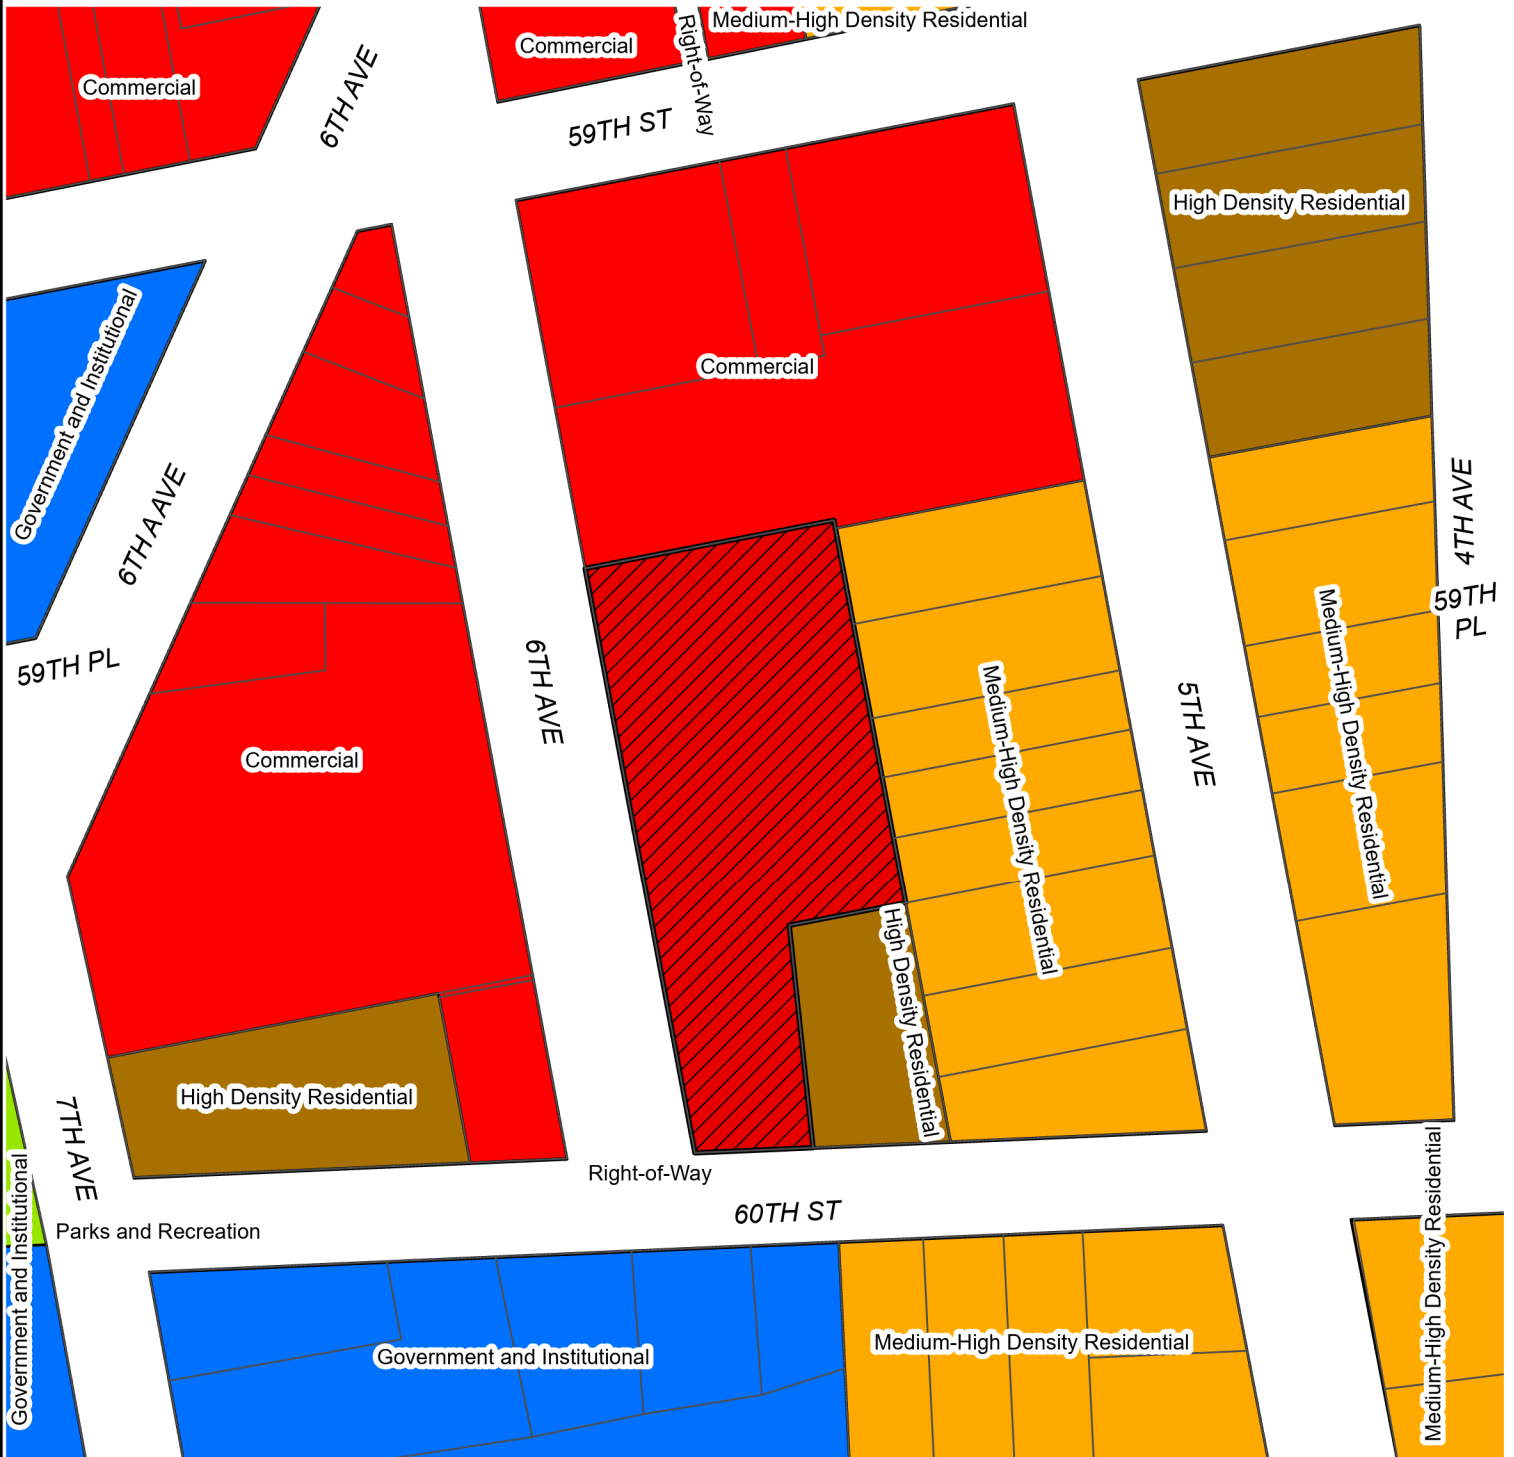 Medium-High Density Residential
Commercial
Right-of-Way
Commercial
6TH AVE
59TH ST
High Density Residential
Government and Institutional
Commercial
6TH A AVE
4TH AVE
59TH
PL
59TH PL
6TH AVE
Medium-High Density Residential
5TH AVE
Medium-High Density Residential
Commercial
High Density Residential
High Density Residential
7TH AVE
Right-of-Way
60TH ST
Parks and Recreation
Government and Institutional
Medium-High Density Residential
Medium-High Density Residential
Government and Institutional